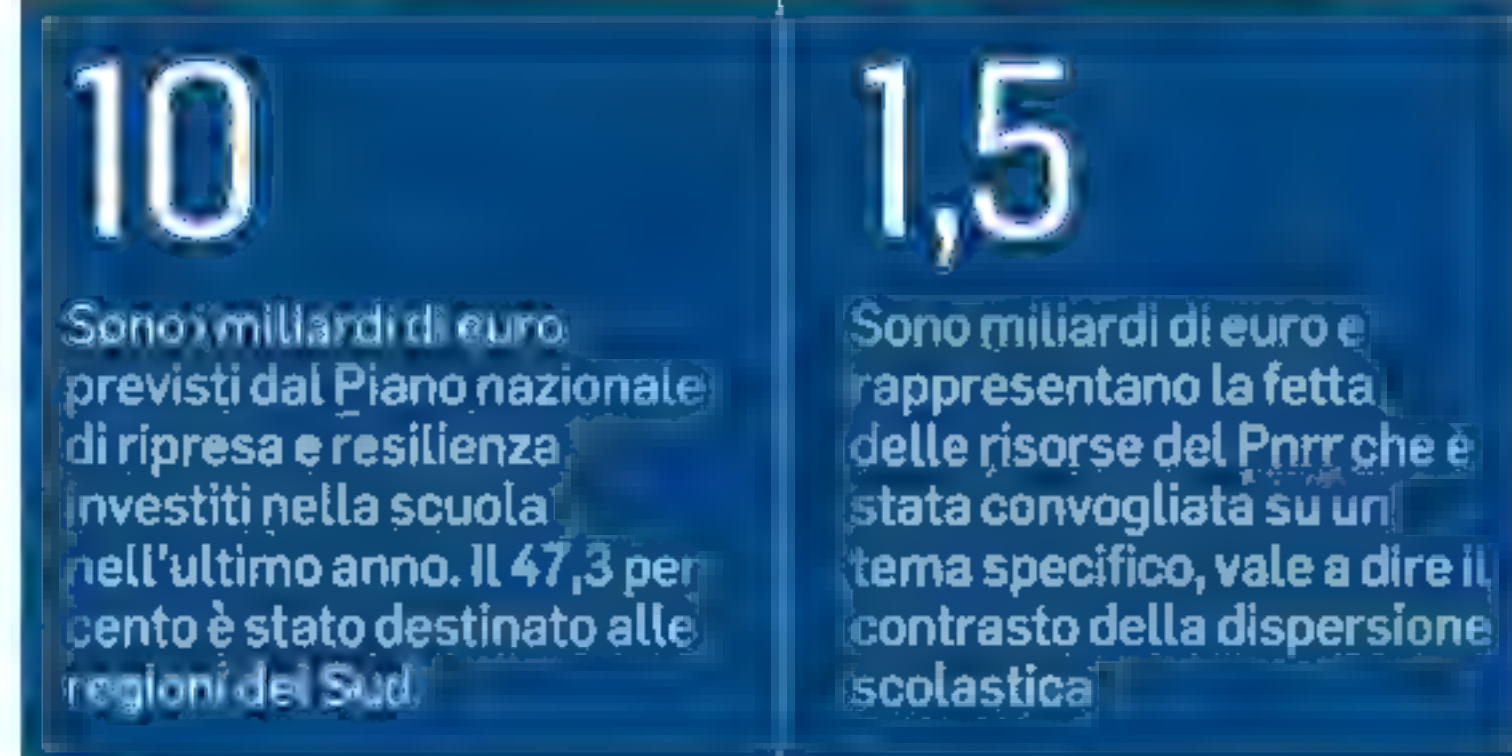 10
Sono i miliardi di euro
previsti dal Piano nazionale
di ripresa e resilienza
investiti nella scuola
nell'ultimo anno. Il 47,3 per
cento è stato destinato alle
regioni del Sud.
1,5
Sono miliardi di euro e
rappresentano la fetta
delle risorse del Pnrr che è
stata convogliata su un
tema specifico, vale a dire il
contrasto della dispersione
scolastica